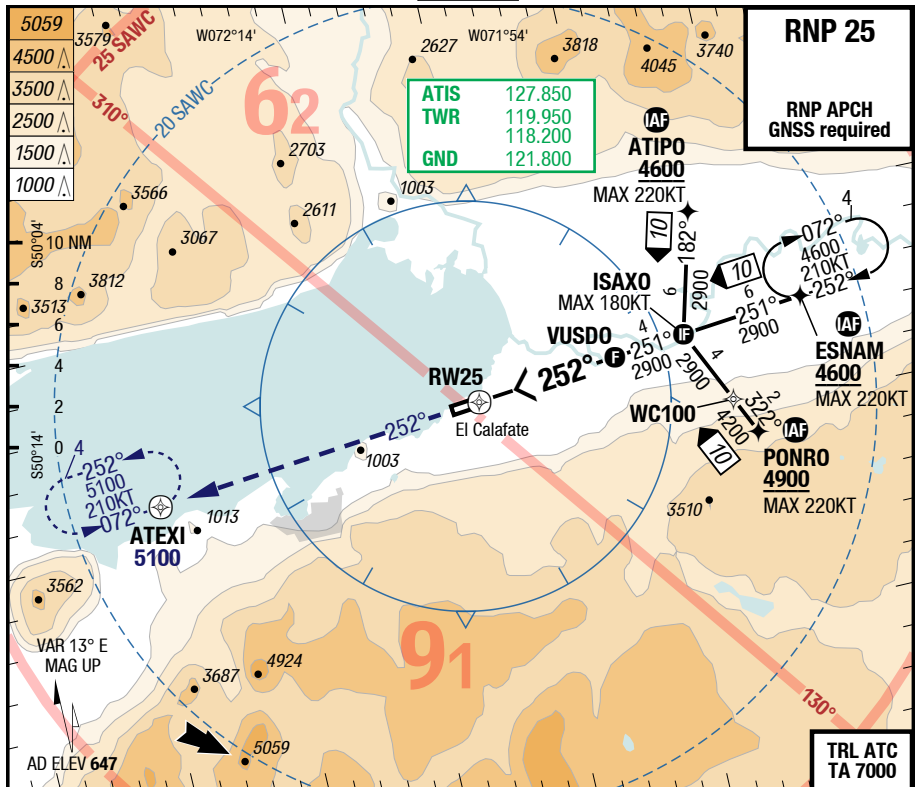 5059
4500
3500
2500
1500
1000
3579
25 SAWC
310°
20 SAWC
W072°14'
W071°54'
62
2627
3818
4045
3740
RNP 25
RNP APCH
GNSS required
ATIS 127.850
TWR 119.950
118.200
GND 121.800
IAF
ATIPO
4600
MAX 220KT
10
182°
6
2900
2703
1003
3566
2611
3067
S50°04'
10 NM
8
6
4
2
0
S50°14'
3812
3513
4
072°
4600
210KT
252°
10
6
251°
2900
IAF
ESNAM
4600
MAX 220KT
ISAXO
MAX 180KT
IF
VUSDO
F
4
251°
2900
252°
RW25
El Calafate
4
2900
WC100
2
322°
4200
10
IAF
PONRO
4900
MAX 220KT
3510
252°
1003
4
252°
5100
210KT
072°
ATEXI
5100
1013
3562
VAR 13° E
MAG UP
91
4924
3687
5059
130°
AD ELEV 647
TRL ATC
TA 7000